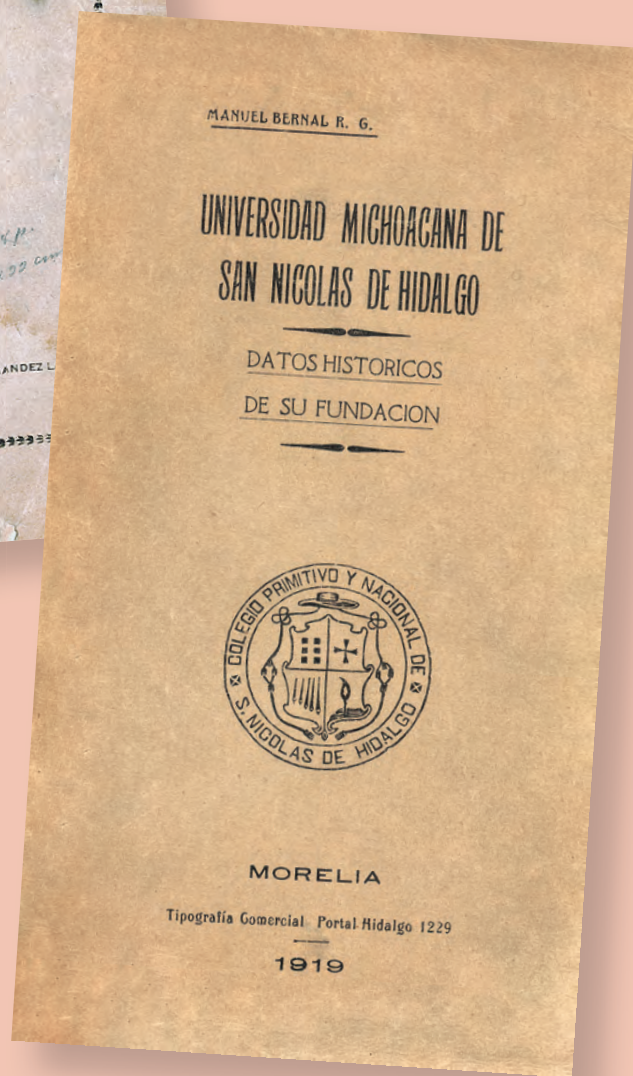 MANUEL BERNAL R. G.
UNIVERSIDAD MICHOACANA DE
SAN NICOLAS DE HIDALGO
DATOS HISTORICOS
DE SU FUNDACION
COLEGIO PRIMITIVO Y NACIONAL DE
S. NICOLAS DE HIDALGO
MORELIA
Tipografía Comercial Portal Hidalgo 1229
1919